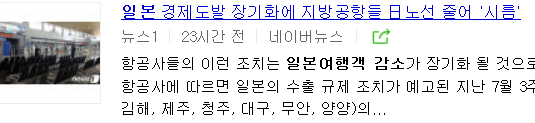 일본 경제도발 장기화에 지방공항들 日노선 줄어 '시름'
뉴스1 | 23시간 전 | 네이버뉴스 |
항공사들의 이런 조치는 일본여행객 감소가 장기화 될 것으로
항공사에 따르면 일본의 수출 규제 조치가 예고된 지난 7월 3주
김해, 제주, 청주, 대구, 무안, 양양)의...